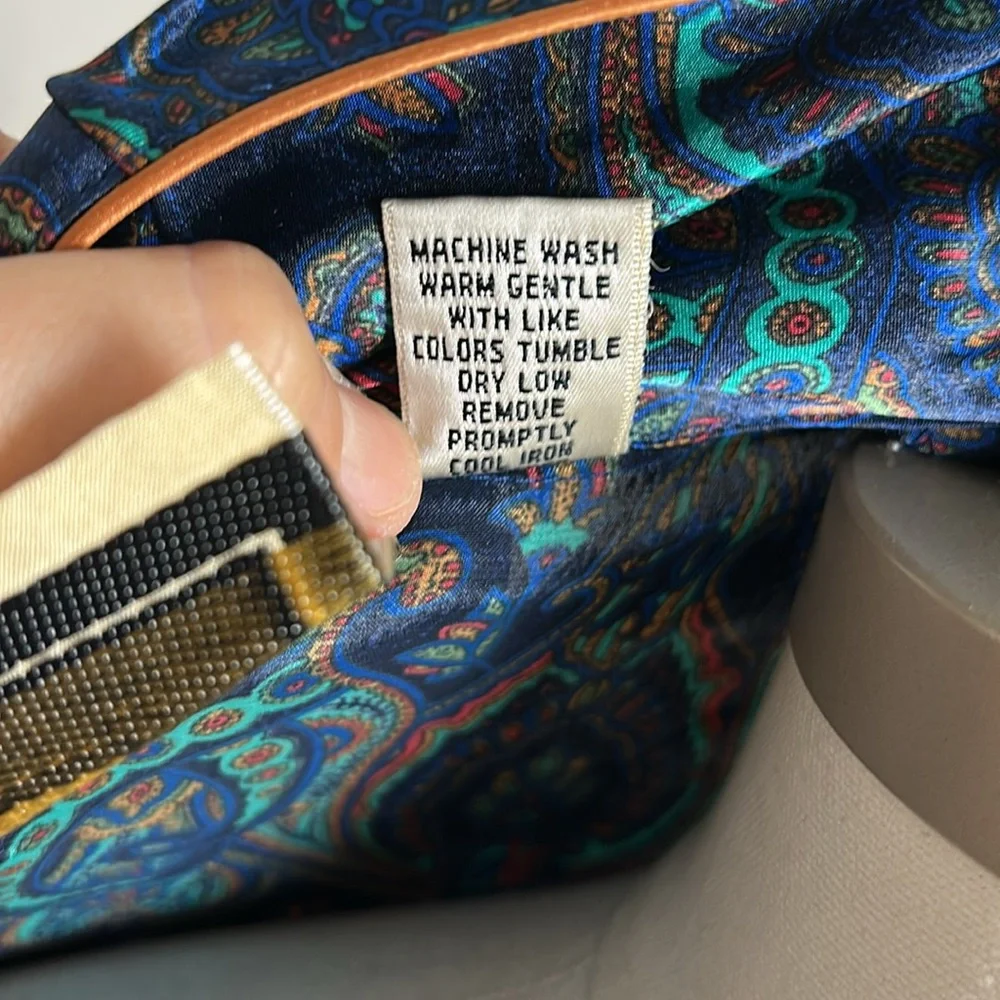 MACHINE WASH
WARM GENTLE
WITH LIKE
COLORS TUMBLE
DRY LOW
REMOVE
PROMPTLY
COOL IRON